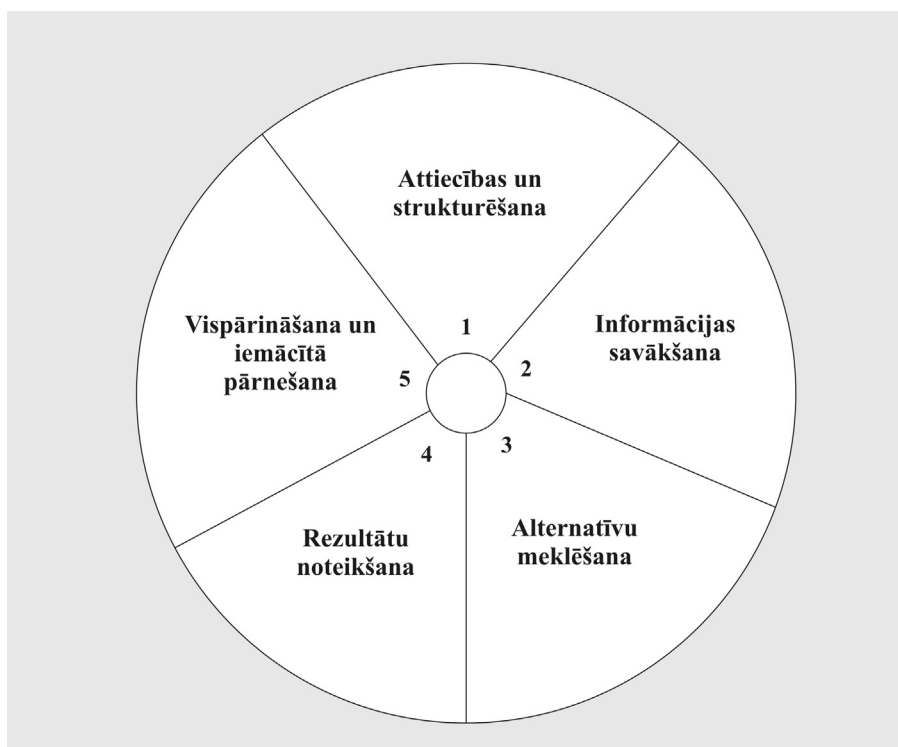 Attiecības un
strukturēšana
1
Informācijas
savākšana
2
Alternatīvu
meklēšana
3
Rezultātu
noteikšana
4
Vispārināšana un
iemācītā
pārnešana
5